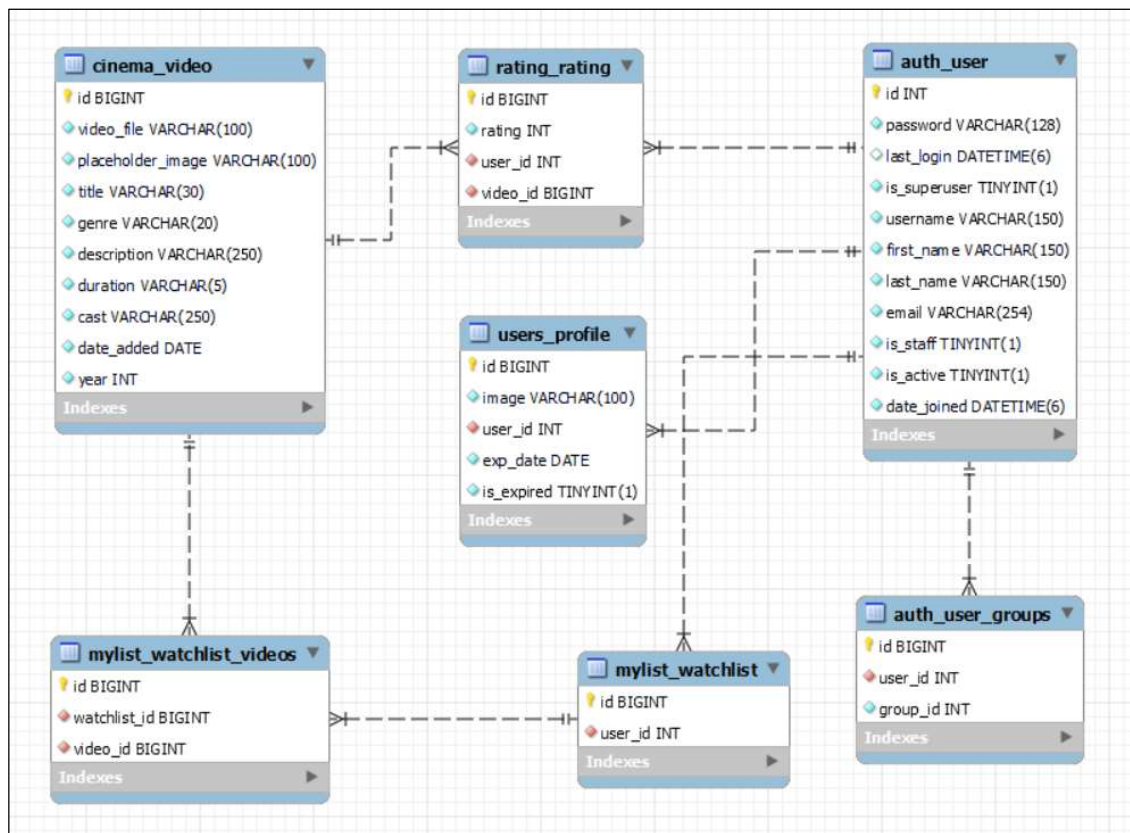 cinema_video
id BIGINT
video_file VARCHAR(100)
placeholder_image VARCHAR(100)
title VARCHAR(30)
genre VARCHAR(20)
description VARCHAR(250)
duration VARCHAR(5)
cast VARCHAR(250)
date_added DATE
year INT
Indexes
rating_rating
id BIGINT
rating INT
user_id INT
video_id BIGINT
Indexes
auth_user
id INT
password VARCHAR(128)
last_login DATETIME(6)
is_superuser TINYINT(1)
username VARCHAR(150)
first_name VARCHAR(150)
last_name VARCHAR(150)
email VARCHAR(254)
is_staff TINYINT(1)
is_active TINYINT(1)
date_joined DATETIME(6)
Indexes
users_profile
id BIGINT
image VARCHAR(100)
user_id INT
exp_date DATE
is_expired TINYINT(1)
Indexes
mylist_watchlist_videos
id BIGINT
watchlist_id BIGINT
video_id BIGINT
Indexes
mylist_watchlist
id BIGINT
user_id INT
Indexes
auth_user_groups
id BIGINT
user_id INT
group_id INT
Indexes